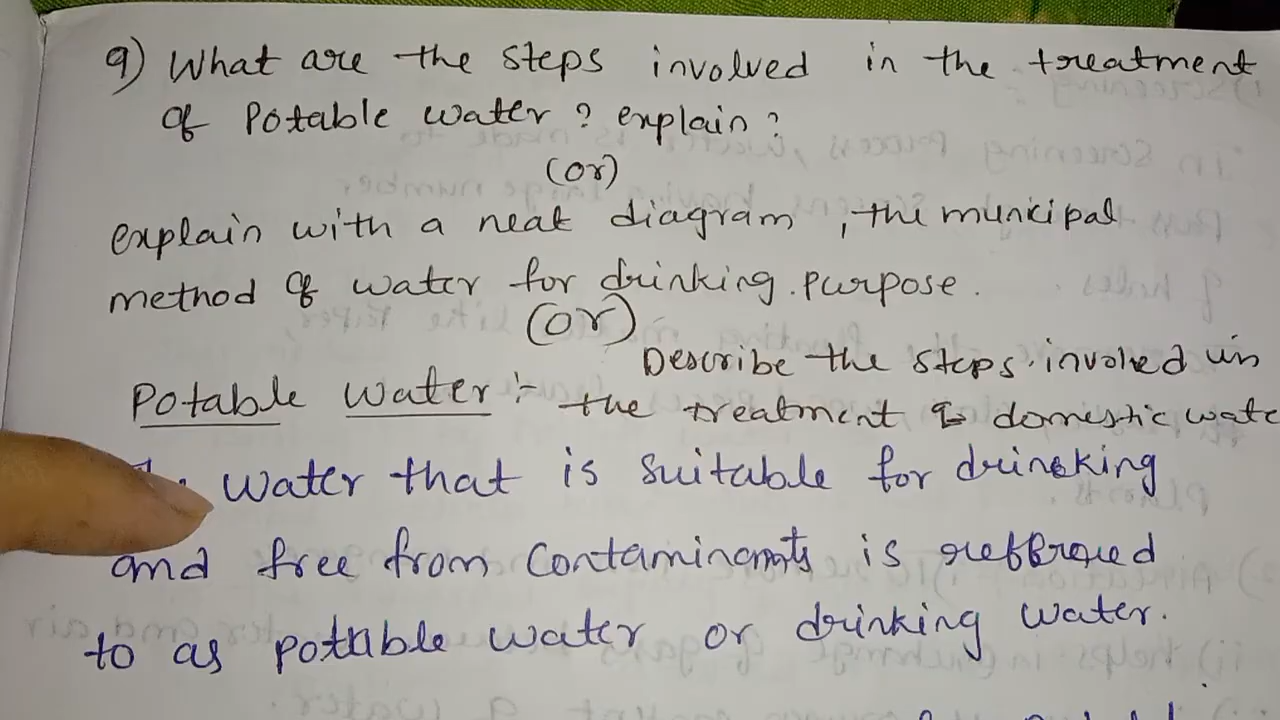 9) What are the steps involved in the treatment
of Potable water ? explain ?
(or)
explain with a neat diagram , the municipal
method of water for drinking purpose.
(or)
Describe the steps involved in
Potable Water :- the treatment of domestic wate
water that is suitable for drinking
and free from contaminants is reffered
to as potable water or drinking water.